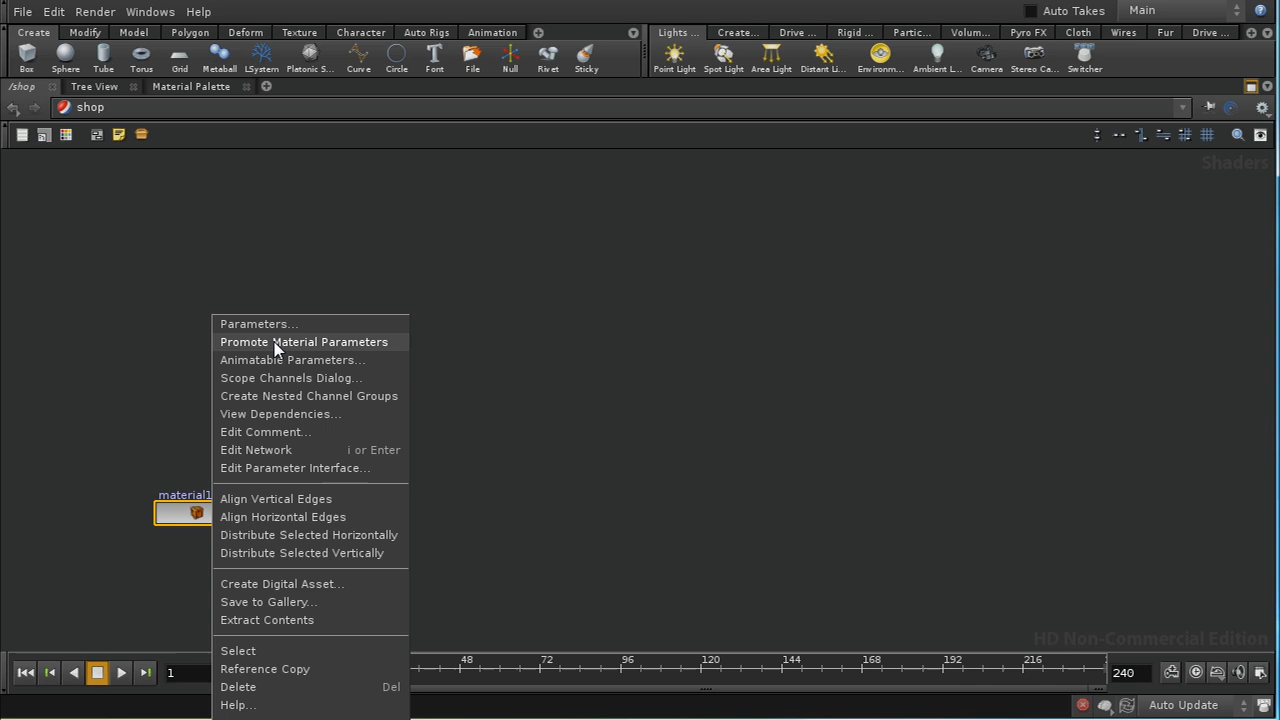 File Edit Render Windows Help Auto Takes Main
Create Modify Model Polygon Deform Texture Character Auto Rigs Animation Lights ... Create... Drive ... Rigid ... Partic... Volum... Pyro FX Cloth Wires Fur Drive ...
Box Sphere Tube Torus Grid Metaball LSystem Platonic S... Curve Circle Font File Null Rivet Sticky Point Light Spot Light Area Light Distant Li... Environm... Ambient L... Camera Stereo Ca... Switcher
/shop Tree View Material Palette
shop
Shaders
Parameters...
Promote Material Parameters
Animatable Parameters...
Scope Channels Dialog...
Create Nested Channel Groups
View Dependencies...
Edit Comment...
Edit Network i or Enter
Edit Parameter Interface...
material1
Align Vertical Edges
Align Horizontal Edges
Distribute Selected Horizontally
Distribute Selected Vertically
Create Digital Asset...
Save to Gallery...
Extract Contents
HD Non-Commercial Edition
Select
Reference Copy
Delete Del
Help...
1 48 72 96 120 144 168 192 216 240
Auto Update